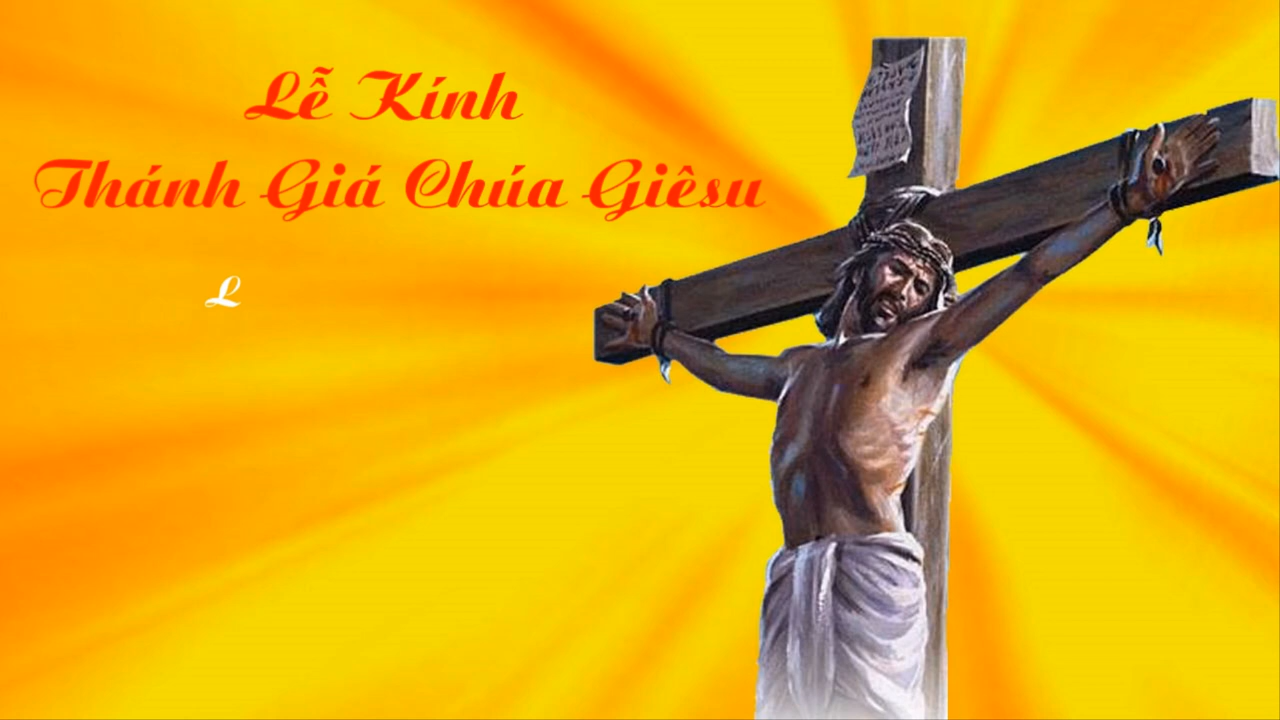 Lễ Kính
Thánh Giá Chúa Giêsu
L